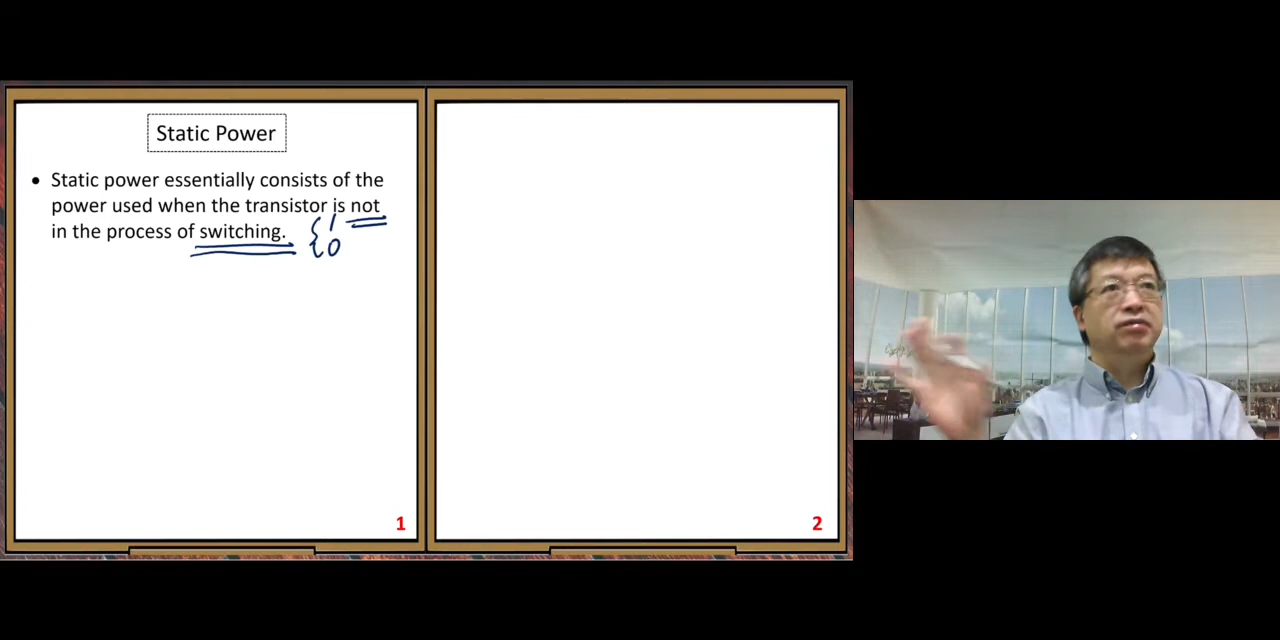 Static Power
• Static power essentially consists of the
power used when the transistor is not
in the process of switching. { 1
{ 0
1
2